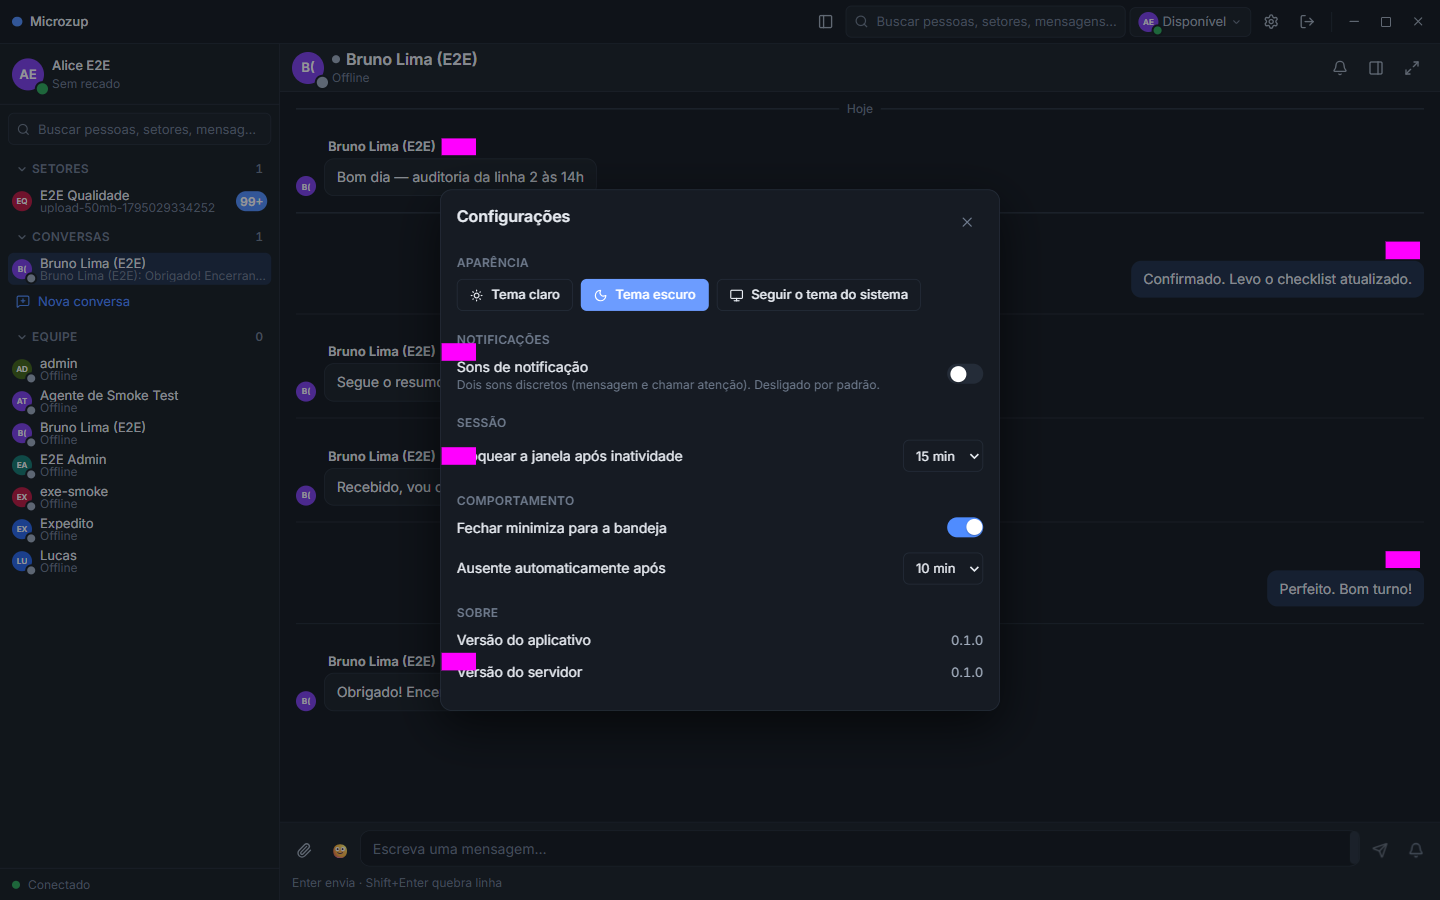 Microzup
Buscar pessoas, setores, mensagens...
AE
Disponível
AE
Alice E2E
Sem recado
Buscar pessoas, setores, mensag...
SETORES 1
EQ
E2E Qualidade
upload-50mb-1795029334252
99+
CONVERSAS 1
B(
Bruno Lima (E2E)
Bruno Lima (E2E): Obrigado! Encerran...
Nova conversa
EQUIPE 0
AD
admin
Offline
AT
Agente de Smoke Test
Offline
B(
Bruno Lima (E2E)
Offline
EA
E2E Admin
Offline
EX
exe-smoke
Offline
EX
Expedito
Offline
LU
Lucas
Offline
Conectado
B(
Bruno Lima (E2E)
Offline
Hoje
Bruno Lima (E2E)
B(
Bom dia — auditoria da linha 2 às 14h
Confirmado. Levo o checklist atualizado.
Bruno Lima (E2E)
B(
Segue o resumo
Bruno Lima (E2E)
B(
Recebido, vou
Perfeito. Bom turno!
Bruno Lima (E2E)
B(
Obrigado! Ence
Configurações
APARÊNCIA
Tema claro
Tema escuro
Seguir o tema do sistema
NOTIFICAÇÕES
Sons de notificação
Dois sons discretos (mensagem e chamar atenção). Desligado por padrão.
SESSÃO
quear a janela após inatividade
15 min
COMPORTAMENTO
Fechar minimiza para a bandeja
Ausente automaticamente após
10 min
SOBRE
Versão do aplicativo 0.1.0
Versão do servidor 0.1.0
Escreva uma mensagem...
Enter envia · Shift+Enter quebra linha